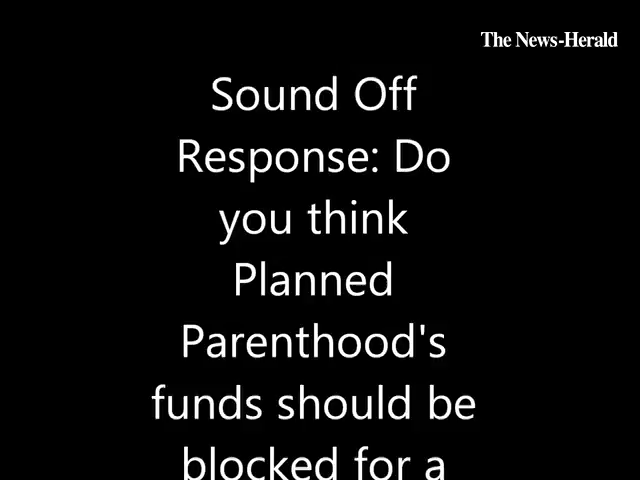 The News-Herald
Sound Off
Response: Do
you think
Planned
Parenthood's
funds should be
blocked for a